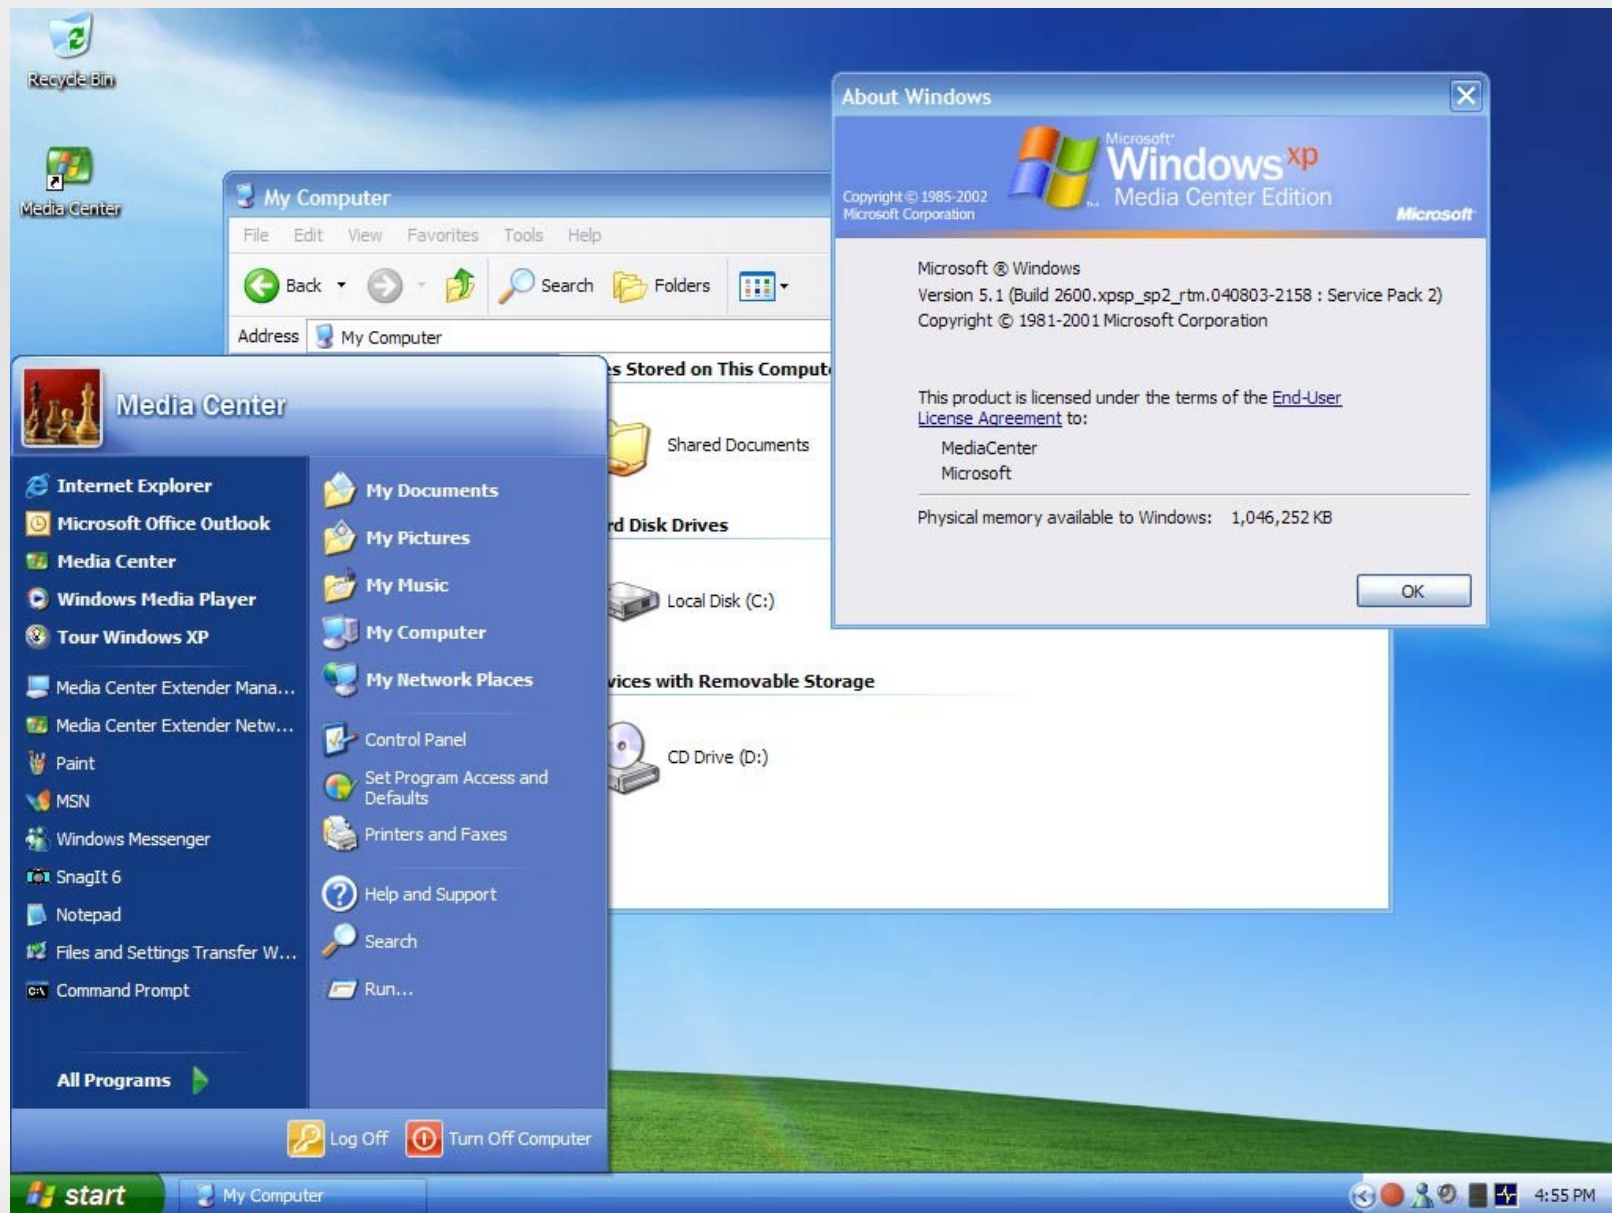 Recycle Bin
Media Center
My Computer
File Edit View Favorites Tools Help
Back Search Folders
Address My Computer
es Stored on This Compute
Shared Documents
rd Disk Drives
Local Disk (C:)
vices with Removable Storage
CD Drive (D:)
About Windows
Copyright © 1985-2002
Microsoft Corporation
Microsoft®
Windows xp
Media Center Edition
TM
Microsoft
Microsoft ® Windows
Version 5.1 (Build 2600.xpsp_sp2_rtm.040803-2158 : Service Pack 2)
Copyright © 1981-2001 Microsoft Corporation
This product is licensed under the terms of the End-User
License Agreement to:
MediaCenter
Microsoft
Physical memory available to Windows: 1,046,252 KB
OK
Media Center
Internet Explorer
Microsoft Office Outlook
Media Center
Windows Media Player
Tour Windows XP
Media Center Extender Mana...
Media Center Extender Netw...
Paint
MSN
Windows Messenger
SnagIt 6
Notepad
Files and Settings Transfer W...
Command Prompt
All Programs
My Documents
My Pictures
My Music
My Computer
My Network Places
Control Panel
Set Program Access and
Defaults
Printers and Faxes
Help and Support
Search
Run...
Log Off Turn Off Computer
start My Computer 4:55 PM